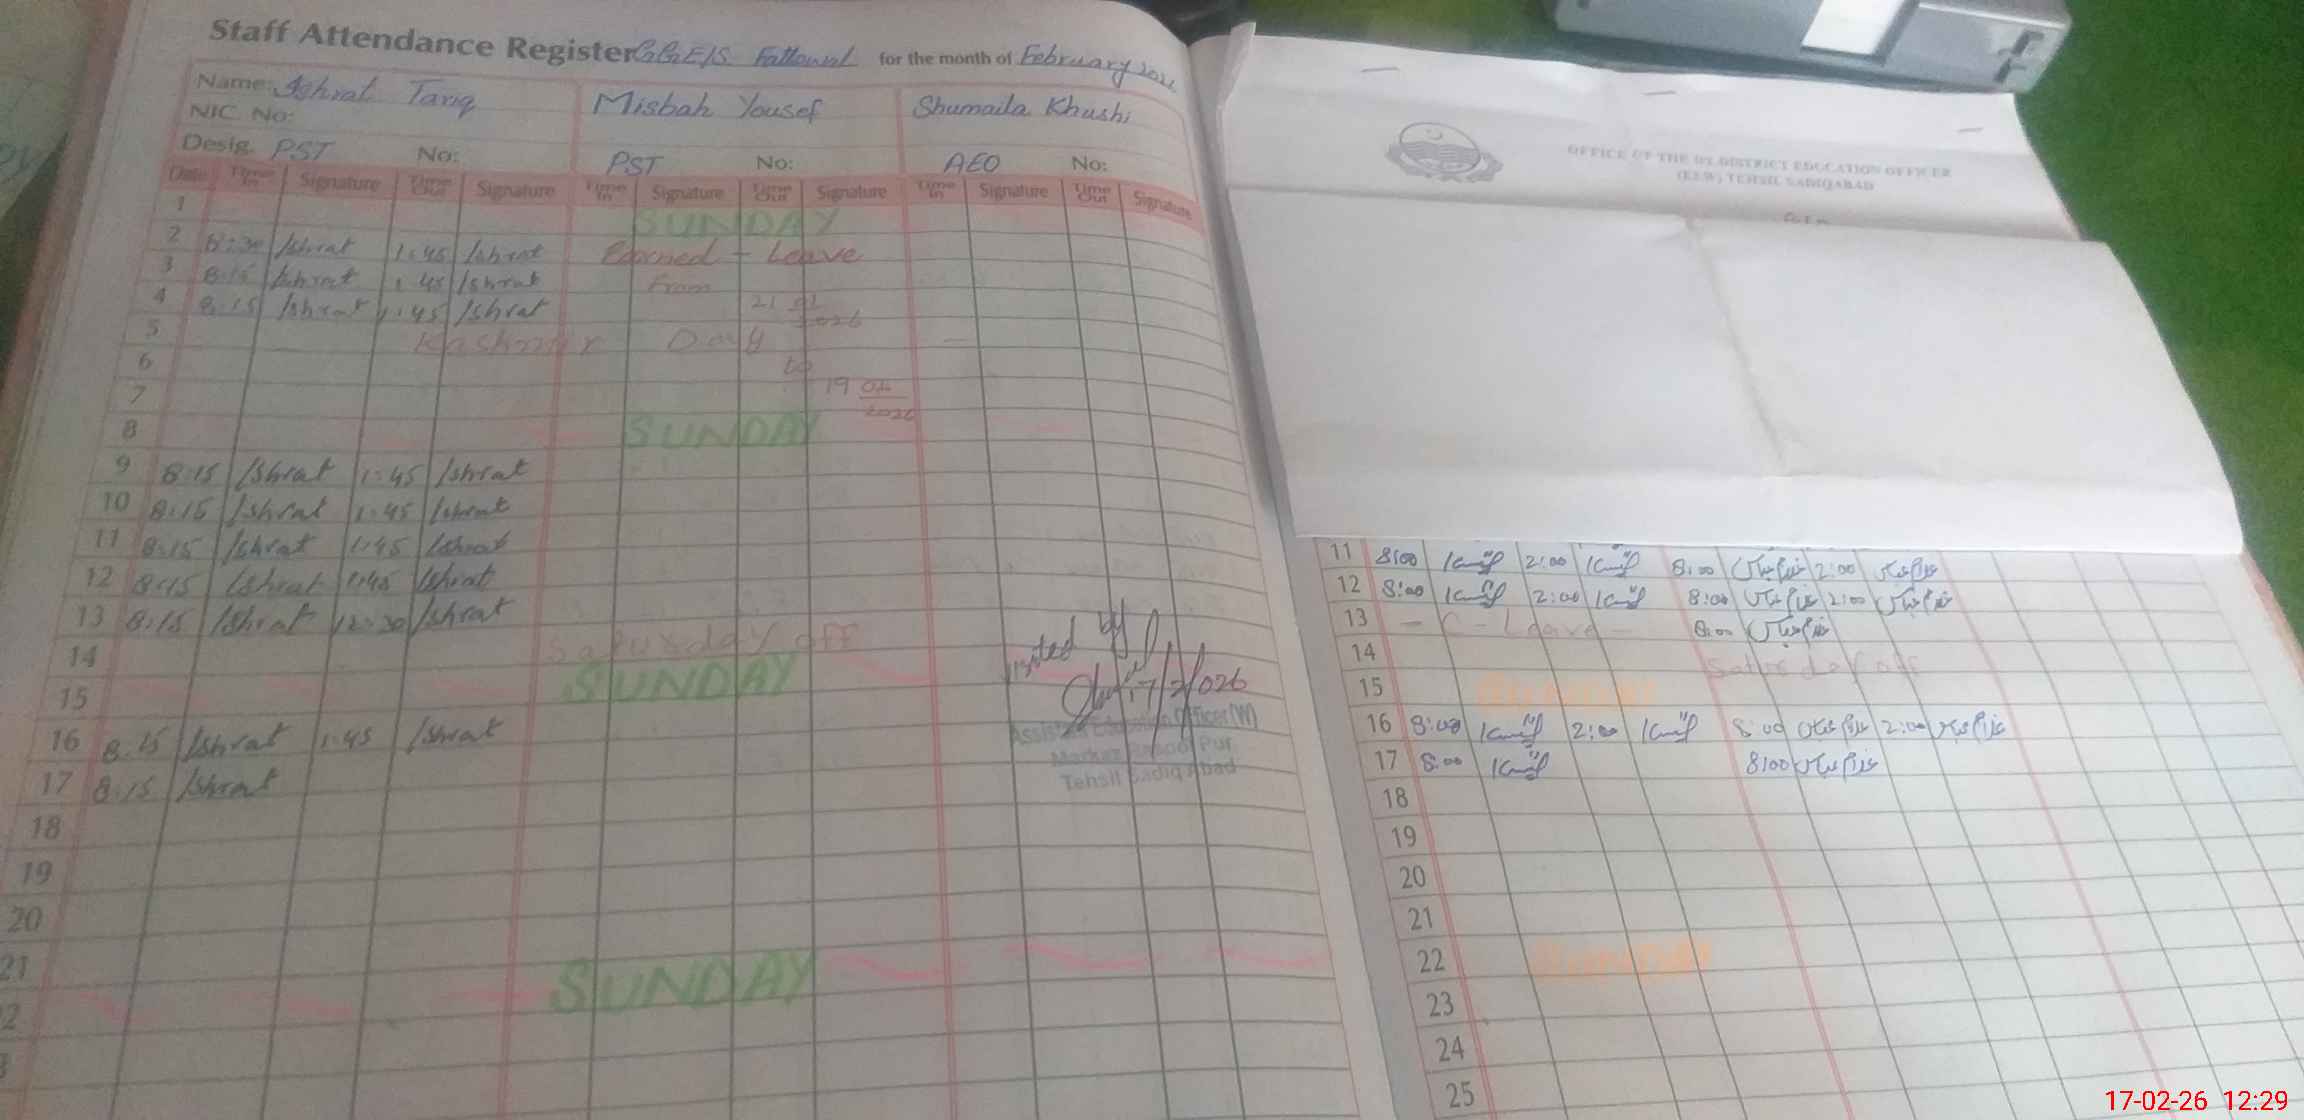 Staff Attendance Register GGE/S Fattowal for the month of February 2026
Name: Ishrat Tariq Misbah Yousef Shumaila Khushi
NIC No:
Desig. PST No: PST No: AEO No:
Date Time In Signature Time Out Signature Time In Signature Time Out Signature Time In Signature Time Out Signature
1 SUNDAY
2 8:30 Ishrat 1:45 Ishrat Earned - Leave
3 8:15 Ishrat 1:45 Ishrat From
4 8:15 Ishrat 1:45 Ishrat 21 01 2026
5 Kashmir Day
6 to
7 19 04 2026
8 SUNDAY
9 8:15 Ishrat 1:45 Ishrat
10 8:15 Ishrat 1:45 Ishrat
11 8:15 Ishrat 1:45 Ishrat
12 8:15 Ishrat 1:45 Ishrat
13 8:15 Ishrat 12:30 Ishrat
14 Saturday off
15 SUNDAY
16 8:15 Ishrat 1:45 Ishrat
17 8:15 Ishrat
18
19
20
21
SUNDAY
visited by
17/2/026
Assistant Education Officer (W)
Markaz Pur
Tehsil Sadiq Abad
OFFICE OF THE DY. DISTRICT EDUCATION OFFICER
(E.E.W) TEHSIL SADIQABAD
11 8:00 2:00 8:00 2:00
12 8:00 2:00 8:00 2:00
13 - C - Leave - 8:00
14 Saturday off
15 SUNDAY
16 8:00 2:00 8:00 2:00
17 8:00 8:00
18
19
20
21
22 SUNDAY
23
24
25
17-02-26 12:29